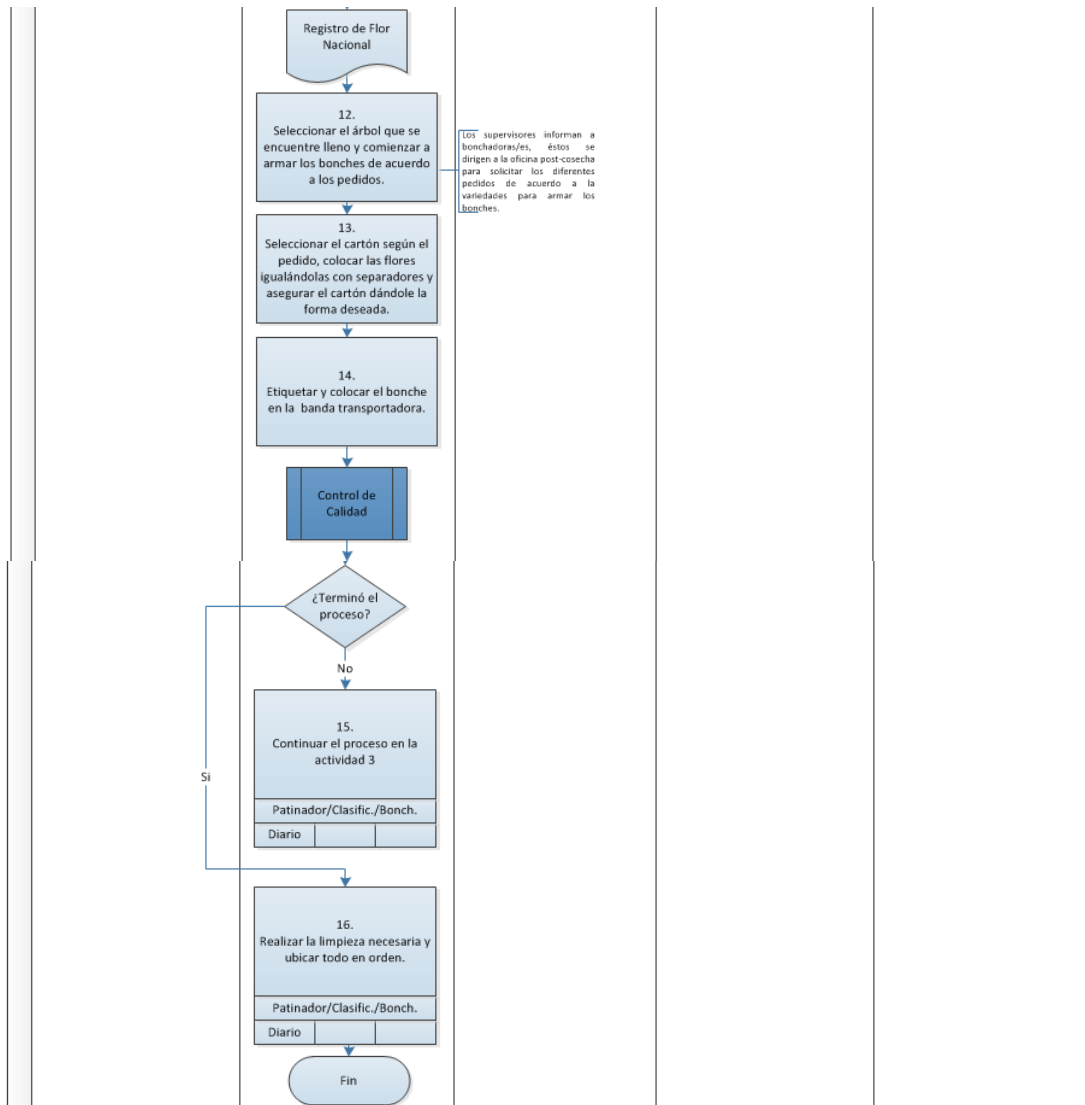 Registro de Flor
Nacional
12.
Seleccionar el árbol que se
encuentre lleno y comienzan a
armar los bonches de acuerdo
a los pedidos.
Los supervisores informan a
bonchadoras/es, éstos se
dirigen a la oficina post-cosecha
para solicitar los diferentes
pedidos de acuerdo a la
variedades para armar los
bonches.
13.
Seleccionar el cartón según el
pedido, colocar las flores
igualándolas con separadores y
asegurar el cartón dándole la
forma deseada.
14.
Etiquetar y colocar el bonche
en la banda transportadora.
Control de
Calidad
¿Terminó el
proceso?
No
15.
Continuar el proceso en la
actividad 3
Si
Patinador/Clasific./Bonch.
Diario
16.
Realizar la limpieza necesaria y
ubicar todo en orden.
Patinador/Clasific./Bonch.
Diario
Fin